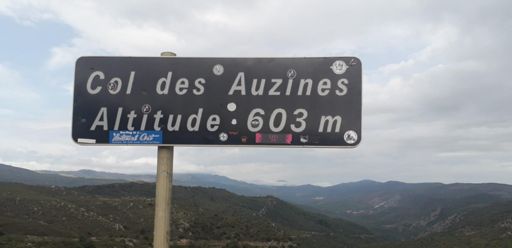 Col des Auzines
Altitude : 603 m